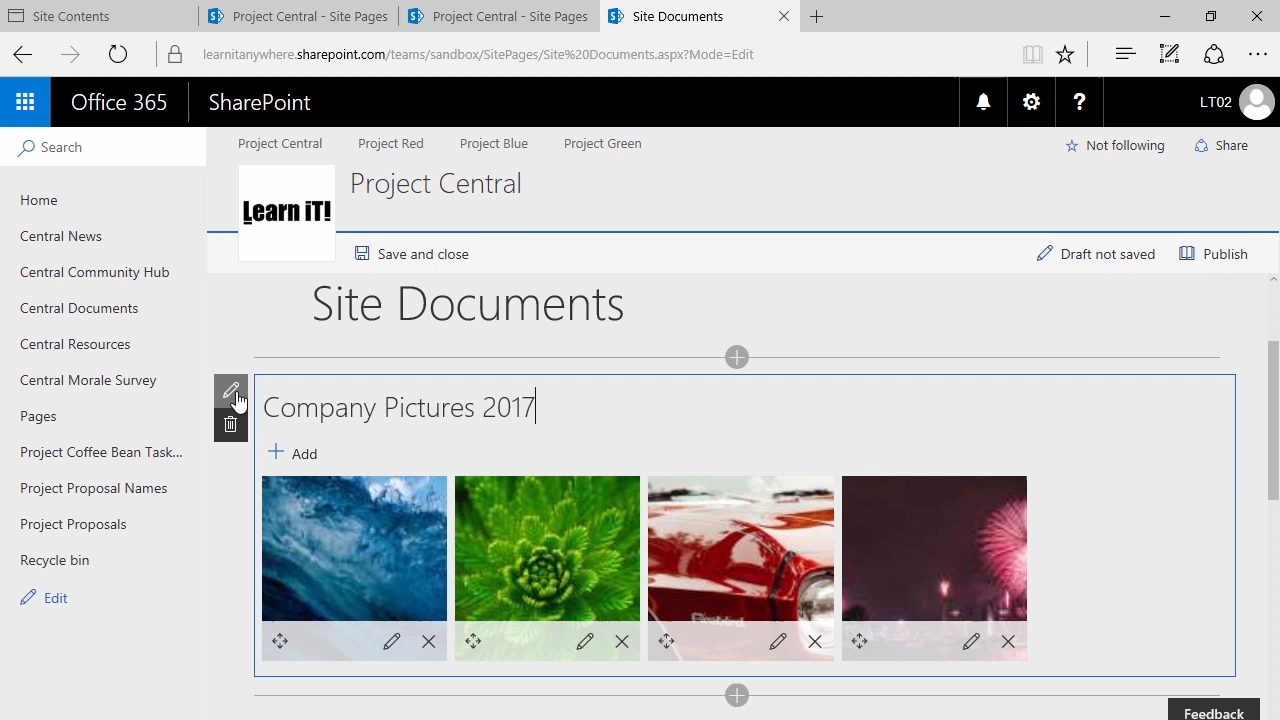 Site Contents
Project Central - Site Pages
Project Central - Site Pages
Site Documents
learnitanywhere.sharepoint.com/teams/sandbox/SitePages/Site%20Documents.aspx?Mode=Edit
Office 365
SharePoint
LT02
Search
Project Central
Project Red
Project Blue
Project Green
Not following
Share
Learn iT!
Project Central
Save and close
Draft not saved
Publish
Home
Central News
Central Community Hub
Central Documents
Central Resources
Central Morale Survey
Pages
Project Coffee Bean Task...
Project Proposal Names
Project Proposals
Recycle bin
Edit
Site Documents
Company Pictures 2017
Add
Firebird
Feedback